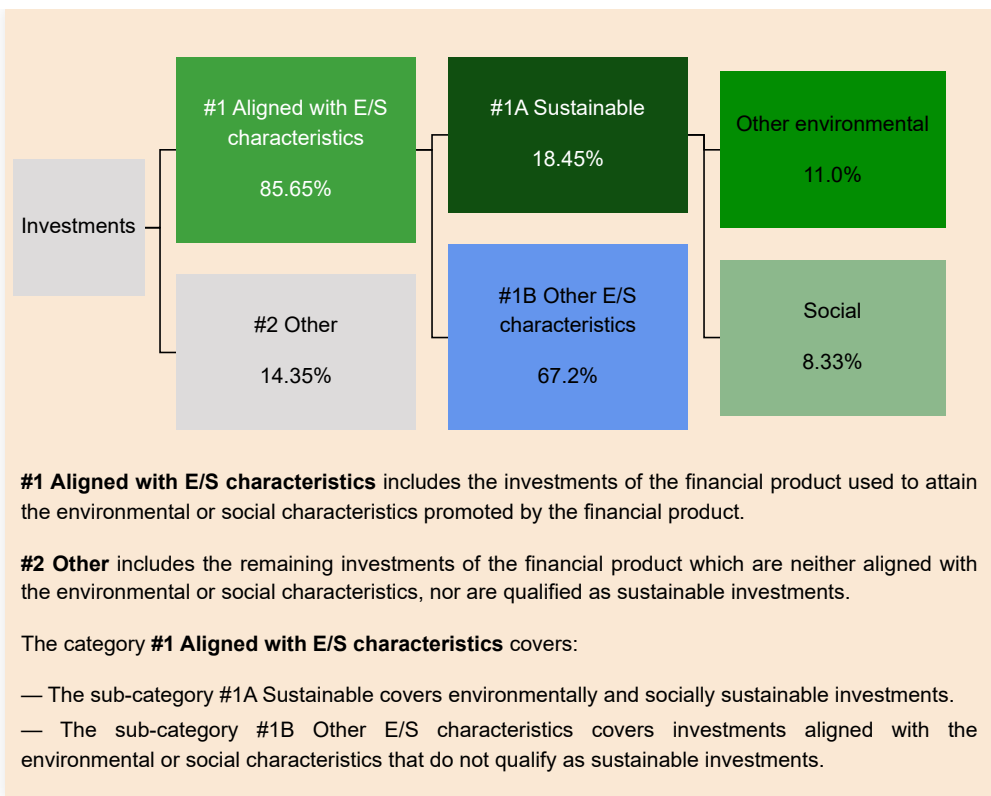 #1 Aligned with E/S
characteristics
85.65%
#1A Sustainable
18.45%
Other environmental
11.0%
Investments
#2 Other
14.35%
#1B Other E/S
characteristics
67.2%
Social
8.33%
#1 Aligned with E/S characteristics includes the investments of the financial product used to attain
the environmental or social characteristics promoted by the financial product.
#2 Other includes the remaining investments of the financial product which are neither aligned with
the environmental or social characteristics, nor are qualified as sustainable investments.
The category #1 Aligned with E/S characteristics covers:
— The sub-category #1A Sustainable covers environmentally and socially sustainable investments.
— The sub-category #1B Other E/S characteristics covers investments aligned with the
environmental or social characteristics that do not qualify as sustainable investments.